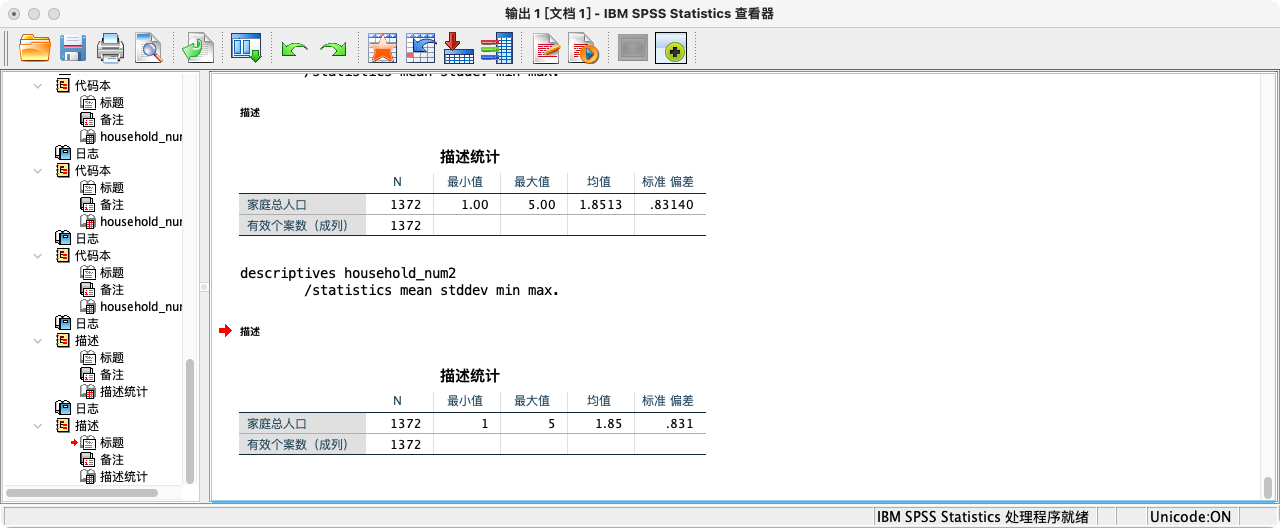 输出 1 [文档 1] - IBM SPSS Statistics 查看器
代码本
标题
备注
household_nu
日志
代码本
标题
备注
household_nu
日志
代码本
标题
备注
household_nu
日志
描述
标题
备注
描述统计
日志
描述
标题
备注
描述统计
/statistics mean stddev min max.
描述
描述统计
N 最小值 最大值 均值 标准 偏差
家庭总人口 1372 1.00 5.00 1.8513 .83140
有效个案数（成列） 1372
descriptives household_num2
/statistics mean stddev min max.
描述
描述统计
N 最小值 最大值 均值 标准 偏差
家庭总人口 1372 1 5 1.85 .831
有效个案数（成列） 1372
IBM SPSS Statistics 处理程序就绪 Unicode:ON